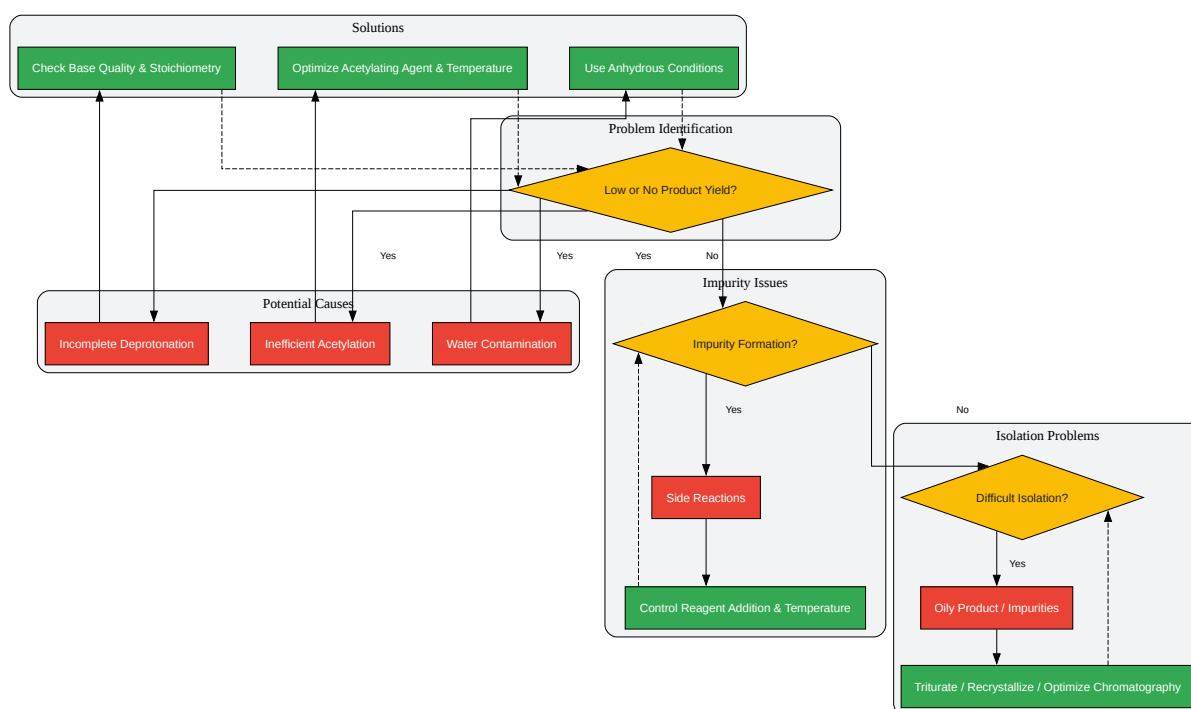 Solutions
Check Base Quality & Stoichiometry
Optimize Acetylating Agent & Temperature
Use Anhydrous Conditions
Problem Identification
Low or No Product Yield?
Yes
Yes
Yes
No
Impurity Issues
Potential Causes
Incomplete Deprotonation
Inefficient Acetylation
Water Contamination
Impurity Formation?
Yes
No
Isolation Problems
Side Reactions
Difficult Isolation?
Yes
Control Reagent Addition & Temperature
Oily Product / Impurities
Triturate / Recrystallize / Optimize Chromatography